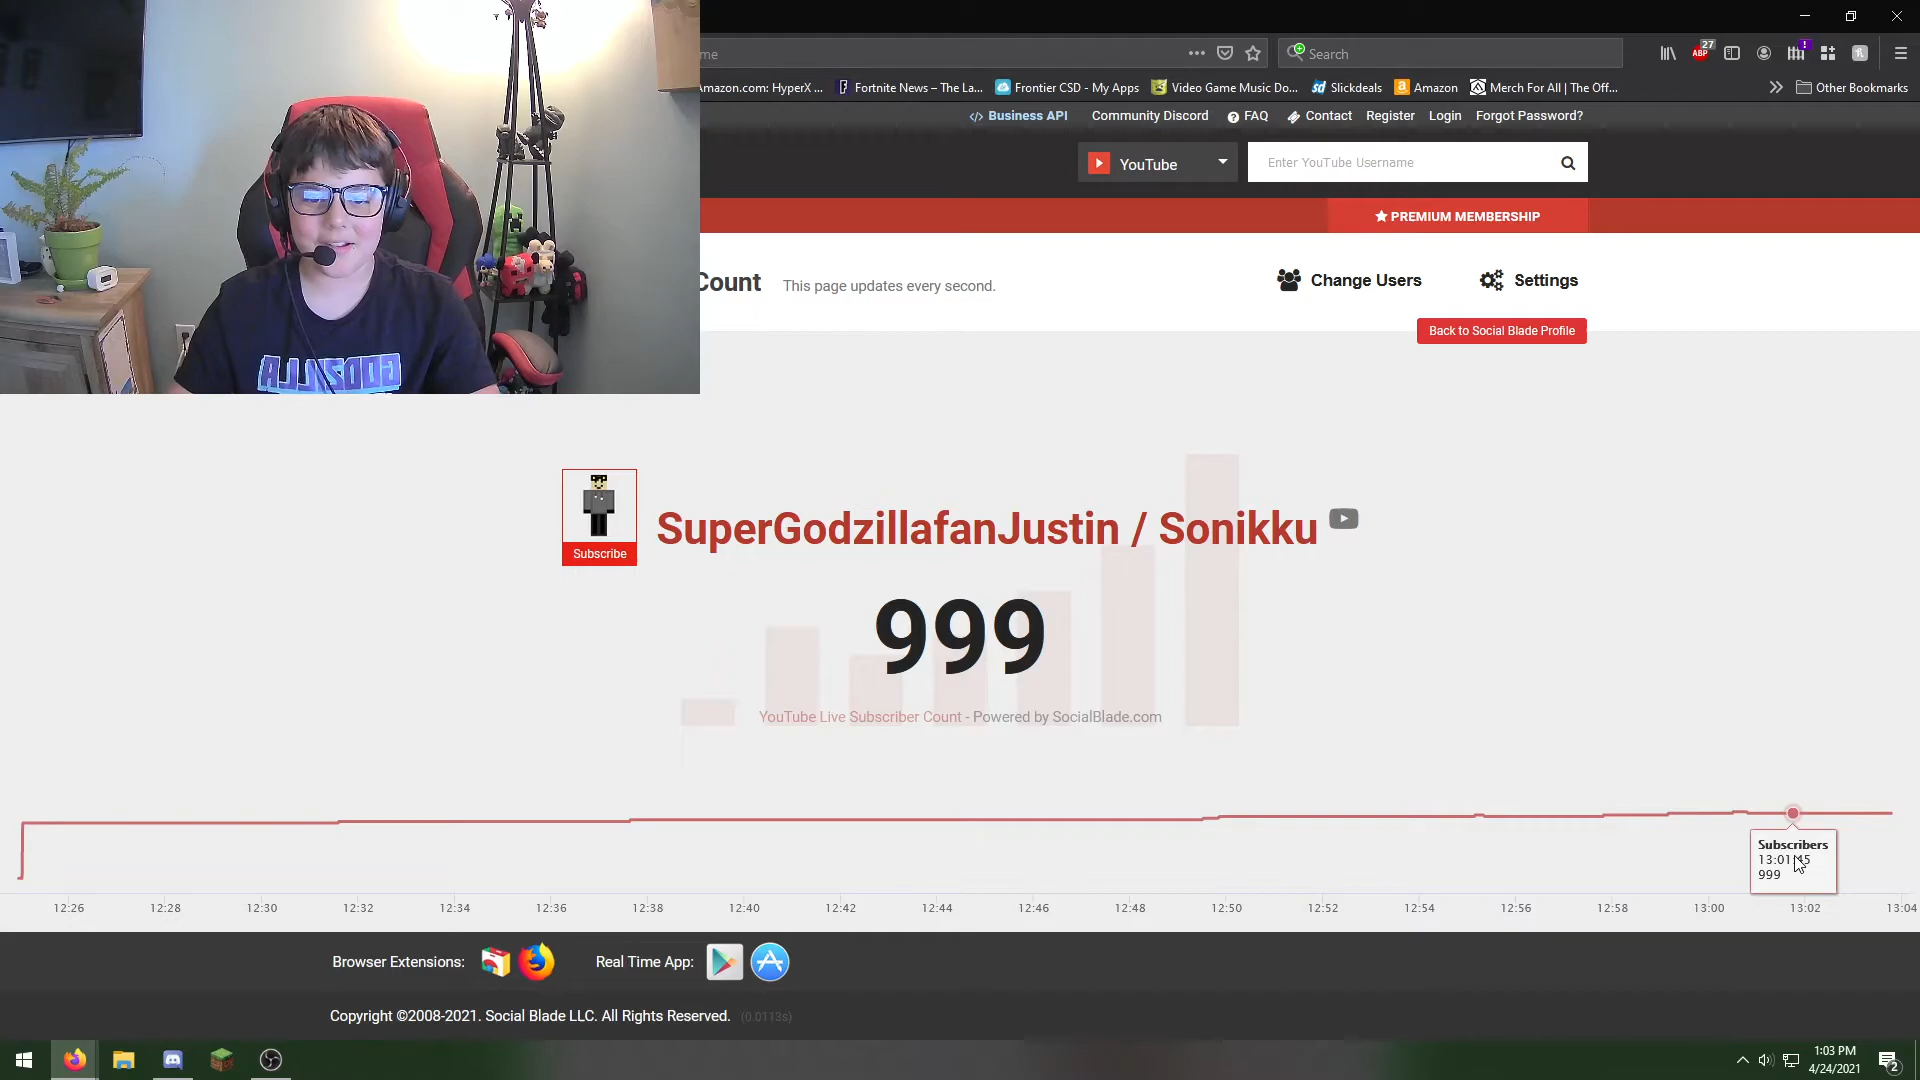 me
Search
27
ABP
Amazon.com: HyperX ...
Fortnite News – The La...
Frontier CSD - My Apps
Video Game Music Do...
sd Slickdeals
a Amazon
Merch For All | The Off...
Other Bookmarks
</> Business API
Community Discord
FAQ
Contact
Register
Login
Forgot Password?
YouTube
Enter YouTube Username
PREMIUM MEMBERSHIP
Count
This page updates every second.
Change Users
Settings
Back to Social Blade Profile
Subscribe
SuperGodzillafanJustin / Sonikku
999
YouTube Live Subscriber Count - Powered by SocialBlade.com
Subscribers
999
12:26 12:28 12:30 12:32 12:34 12:36 12:38 12:40 12:42 12:44 12:46 12:48 12:50 12:52 12:54 12:56 12:58 13:00 13:02 13:04
Browser Extensions:
Real Time App:
Copyright ©2008-2021. Social Blade LLC. All Rights Reserved. (0.0113s)
1:03 PM
4/24/2021
2